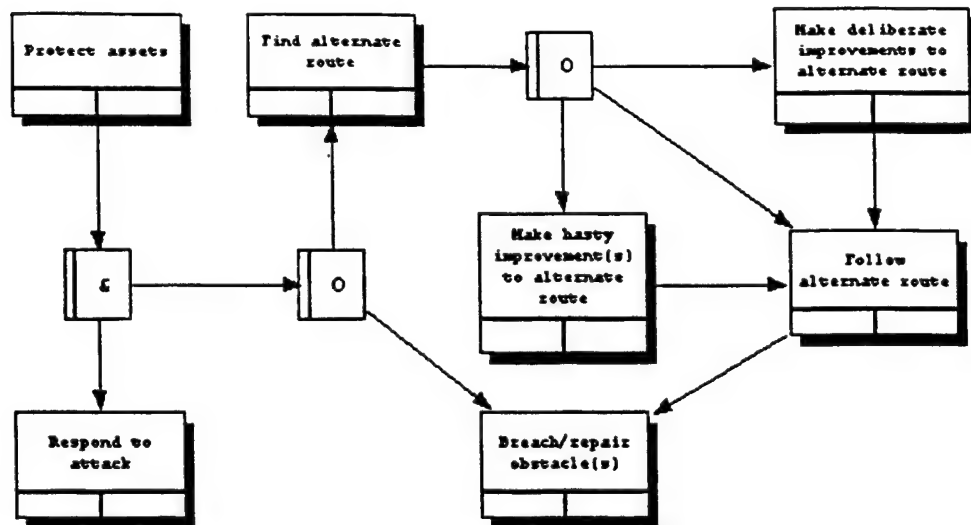 Protect assets
Find alternate
route
O
Make deliberate
improvements to
alternate route
&
O
Make hasty
improvement(s)
to alternate
route
Follow
alternate route
Respond to
attack
Breach/repair
obstacle(s)